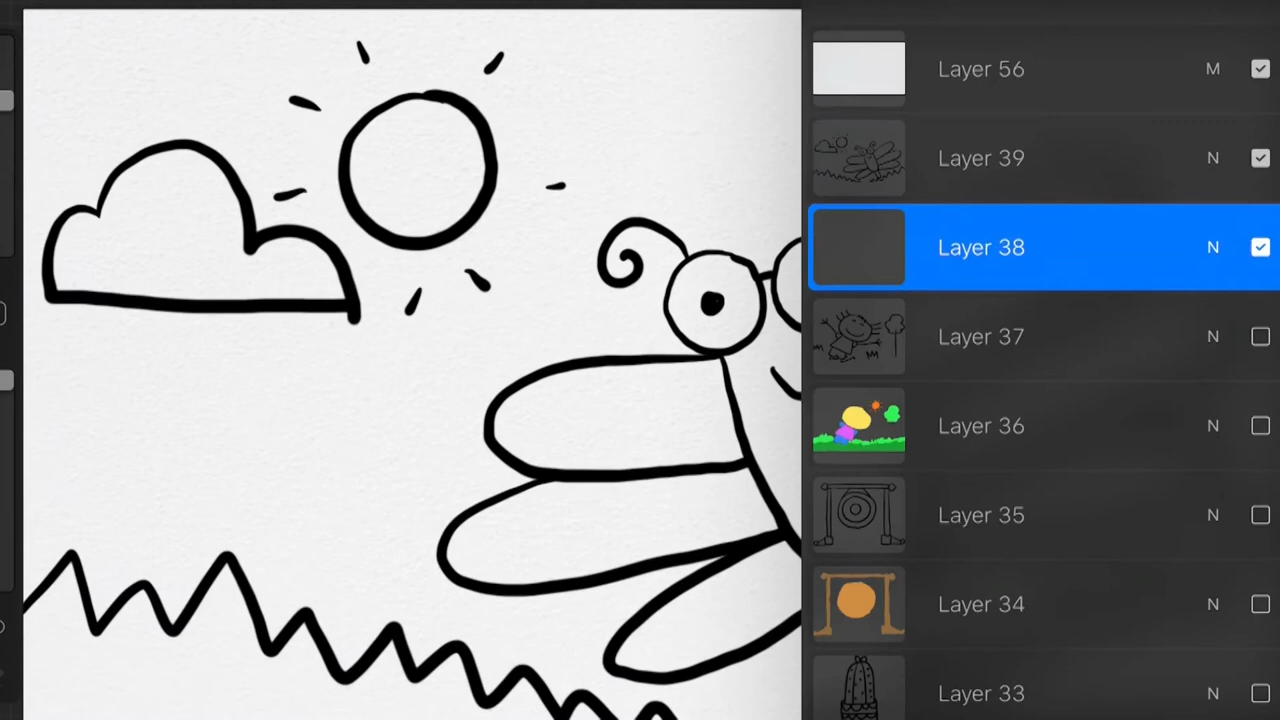 Layer 56 M
Layer 39 N
Layer 38 N
Layer 37 N
Layer 36 N
Layer 35 N
Layer 34 N
Layer 33 N